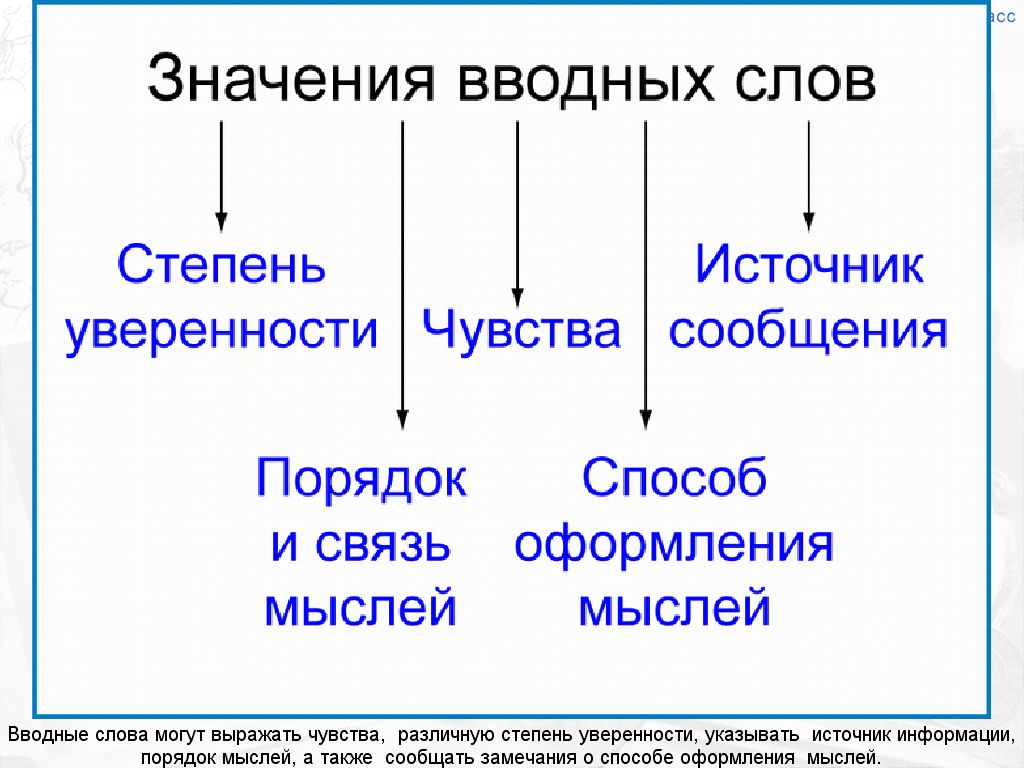 Значения вводных слов
Степень
уверенности
Чувства
Источник
сообщения
Порядок
и связь
мыслей
Способ
оформления
мыслей
Вводные слова могут выражать чувства, различную степень уверенности, указывать источник информации,
порядок мыслей, а также сообщать замечания о способе оформления мыслей.